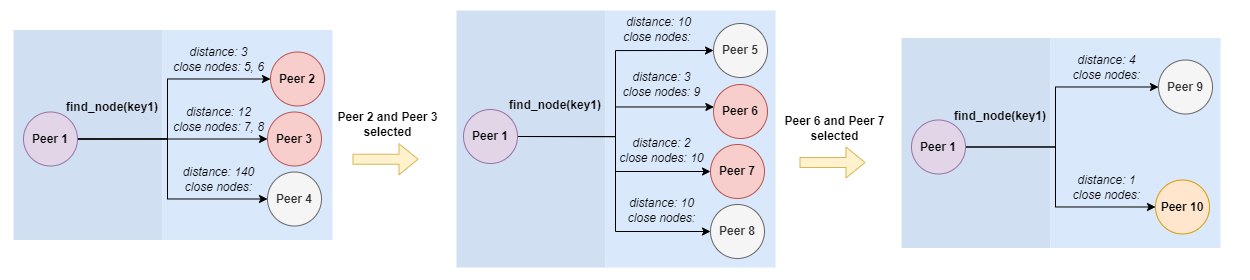 distance: 3
close nodes: 5, 6
Peer 2
find_node(key1)
distance: 12
close nodes: 7, 8
Peer 1
Peer 3
distance: 140
close nodes:
Peer 4
Peer 2 and Peer 3
selected
distance: 10
close nodes:
Peer 5
distance: 3
close nodes: 9
find_node(key1)
Peer 6
Peer 1
distance: 2
close nodes: 10
Peer 7
distance: 10
close nodes:
Peer 8
Peer 6 and Peer 7
selected
distance: 4
close nodes:
Peer 9
find_node(key1)
Peer 1
distance: 1
close nodes:
Peer 10